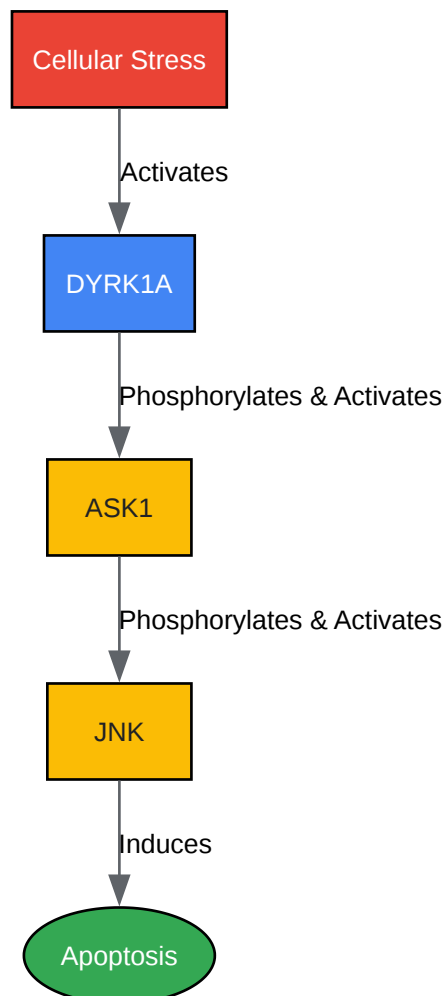 Cellular Stress
Activates
DYRK1A
Phosphorylates & Activates
ASK1
Phosphorylates & Activates
JNK
Induces
Apoptosis